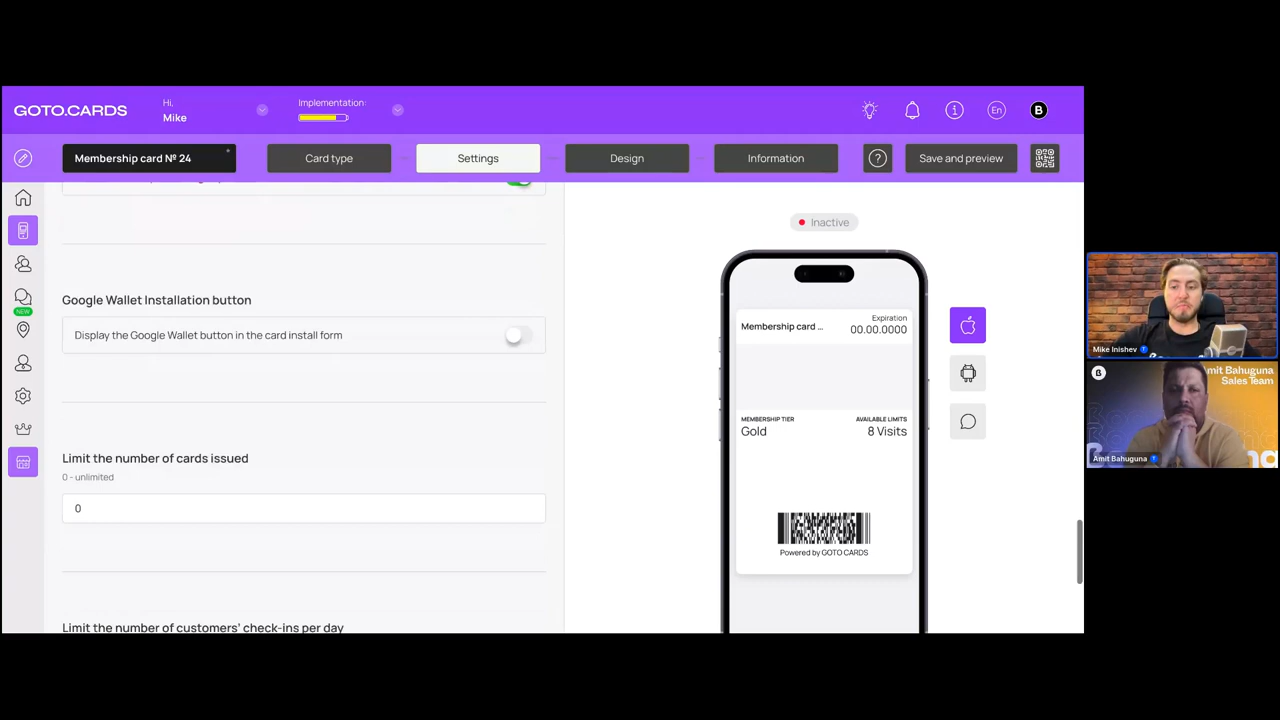 GOTO.CARDS
Hi,
Mike
Implementation:
En
B
Membership card № 24 *
Card type
Settings
Design
Information
?
Save and preview
NEW
Google Wallet Installation button
Display the Google Wallet button in the card install form
Limit the number of cards issued
0 - unlimited
0
Limit the number of customers' check-ins per day
Inactive
Membership card ...
Expiration
00.00.0000
MEMBERSHIP TIER
Gold
AVAILABLE LIMITS
8 Visits
Powered by GOTO CARDS
Mike Inishev
mit Bahuguna
Sales Team
Amit Bahuguna